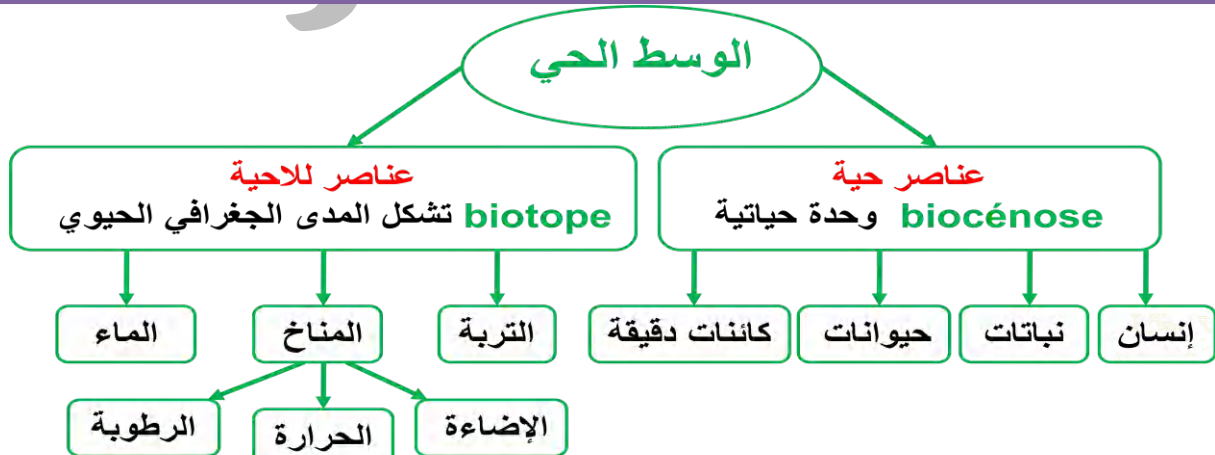 الوسط الحي
عناصر حية
biocénose وحدة حياتية
عناصر للاحية
biotope تشكل المدى الجغرافي الحيوي
إنسان
نباتات
حيوانات
كائنات دقيقة
التربة
المناخ
الماء
الإضاءة
الحرارة
الرطوبة